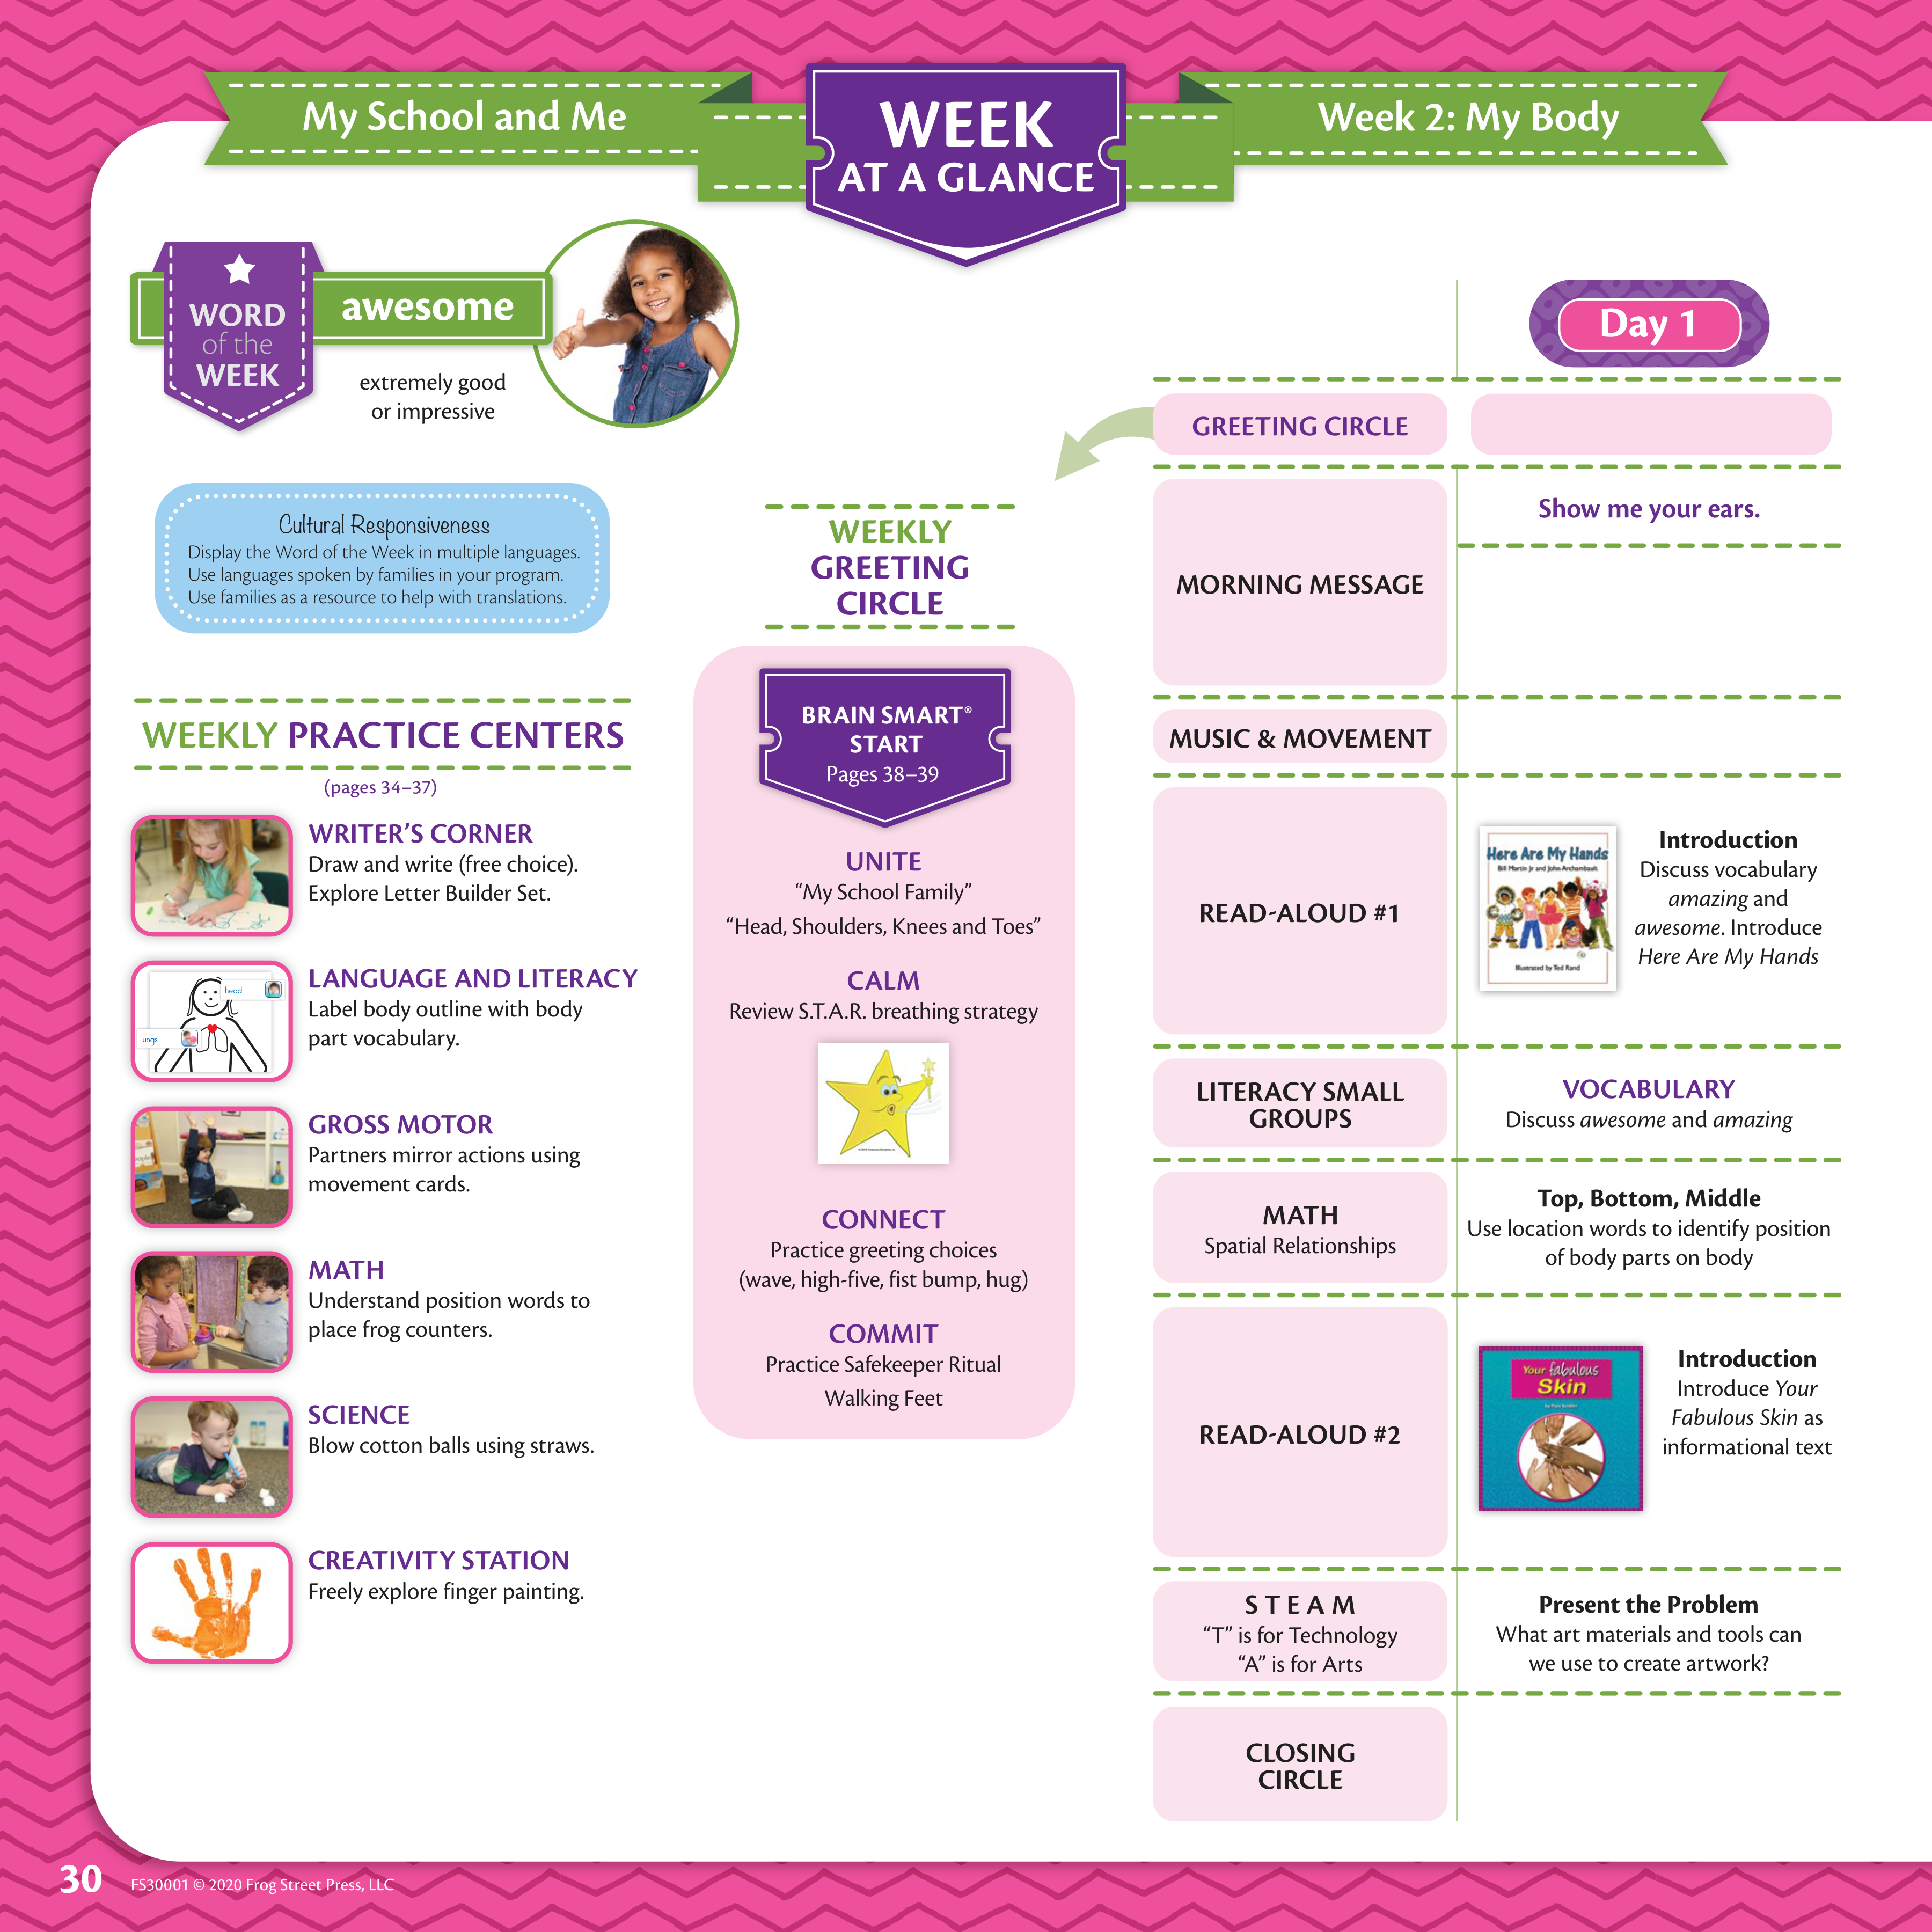 My School and Me
WEEK
AT A GLANCE
Week 2: My Body
WORD
of the
WEEK
awesome
extremely good
or impressive
Cultural Responsiveness
Display the Word of the Week in multiple languages.
Use languages spoken by families in your program.
Use families as a resource to help with translations.
WEEKLY PRACTICE CENTERS
(pages 34–37)
WRITER’S CORNER
Draw and write (free choice).
Explore Letter Builder Set.
head
lungs
LANGUAGE AND LITERACY
Label body outline with body
part vocabulary.
GROSS MOTOR
Partners mirror actions using
movement cards.
MATH
Understand position words to
place frog counters.
SCIENCE
Blow cotton balls using straws.
CREATIVITY STATION
Freely explore finger painting.
WEEKLY
GREETING
CIRCLE
BRAIN SMART®
START
Pages 38–39
UNITE
“My School Family”
“Head, Shoulders, Knees and Toes”
CALM
Review S.T.A.R. breathing strategy
CONNECT
Practice greeting choices
(wave, high-five, fist bump, hug)
COMMIT
Practice Safekeeper Ritual
Walking Feet
Day 1
GREETING CIRCLE
MORNING MESSAGE
Show me your ears.
MUSIC & MOVEMENT
READ-ALOUD #1
Here Are My Hands
Bill Martin Jr and John Archambault
Illustrated by Ted Rand
Introduction
Discuss vocabulary
amazing and
awesome. Introduce
Here Are My Hands
LITERACY SMALL
GROUPS
VOCABULARY
Discuss awesome and amazing
MATH
Spatial Relationships
Top, Bottom, Middle
Use location words to identify position
of body parts on body
READ-ALOUD #2
Your fabulous
Skin
Introduction
Introduce Your
Fabulous Skin as
informational text
S T E A M
“T” is for Technology
“A” is for Arts
Present the Problem
What art materials and tools can
we use to create artwork?
CLOSING
CIRCLE
30
FS30001 © 2020 Frog Street Press, LLC